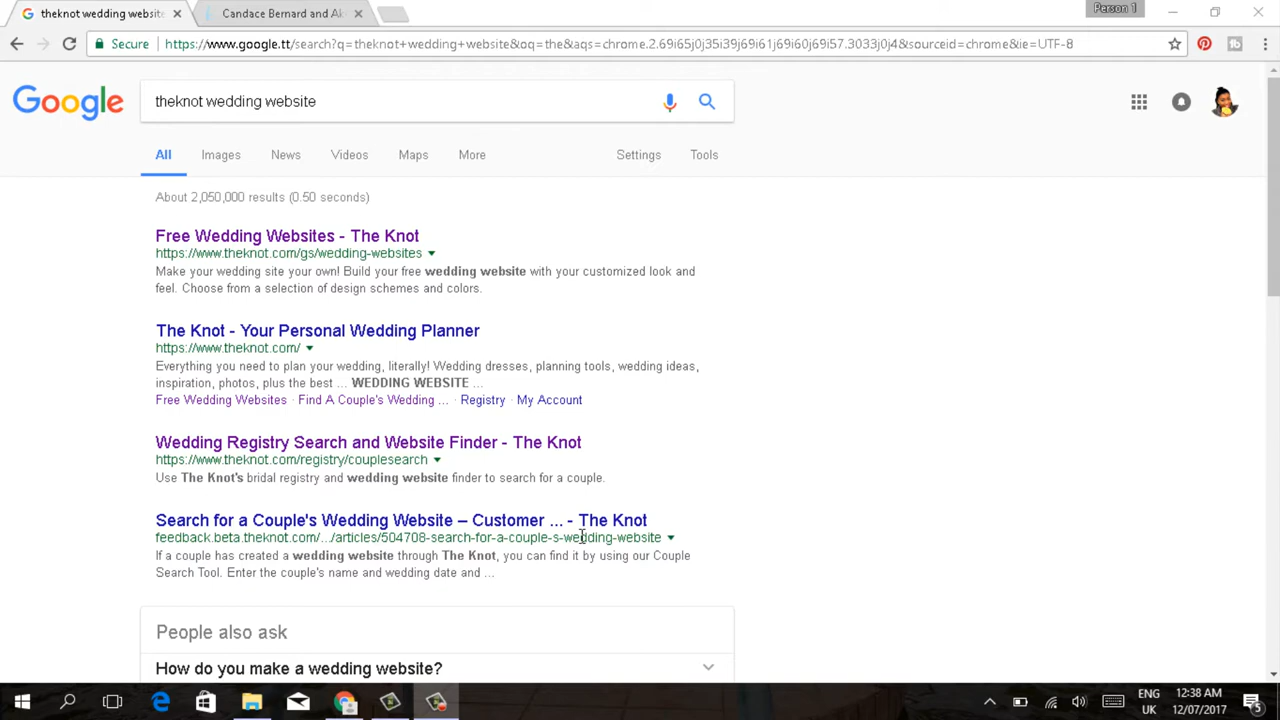 theknot wedding website
Candace Bernard and Ak
Person 1
Secure https://www.google.tt/search?q=theknot+wedding+website&oq=the&aqs=chrome.2.69i65j0j35i39j69i61j69i60j69i57.3033j0j4&sourceid=chrome&ie=UTF-8
Google
theknot wedding website
All Images News Videos Maps More Settings Tools
About 2,050,000 results (0.50 seconds)
Free Wedding Websites - The Knot
https://www.theknot.com/gs/wedding-websites
Make your wedding site your own! Build your free wedding website with your customized look and
feel. Choose from a selection of design schemes and colors.
The Knot - Your Personal Wedding Planner
https://www.theknot.com/
Everything you need to plan your wedding, literally! Wedding dresses, planning tools, wedding ideas,
inspiration, photos, plus the best ... WEDDING WEBSITE ...
Free Wedding Websites · Find A Couple's Wedding ... · Registry · My Account
Wedding Registry Search and Website Finder - The Knot
https://www.theknot.com/registry/couplesearch
Use The Knot's bridal registry and wedding website finder to search for a couple.
Search for a Couple's Wedding Website – Customer ... - The Knot
feedback.beta.theknot.com/.../articles/504708-search-for-a-couple-s-wedding-website
If a couple has created a wedding website through The Knot, you can find it by using our Couple
Search Tool. Enter the couple's name and wedding date and ...
People also ask
How do you make a wedding website?
ENG
UK
12:38 AM
12/07/2017
5